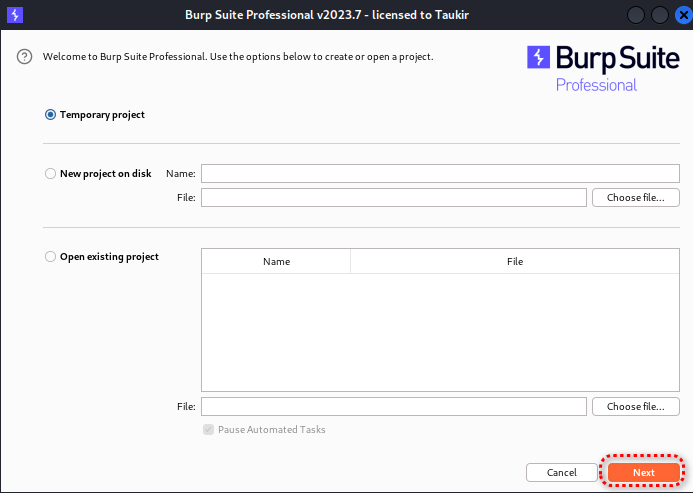 Burp Suite Professional v2023.7 - licensed to Taukir
Welcome to Burp Suite Professional. Use the options below to create or open a project.
Burp Suite
Professional
Temporary project
New project on disk Name:
File: Choose file...
Open existing project
Name File
File: Choose file...
Pause Automated Tasks
Cancel Next